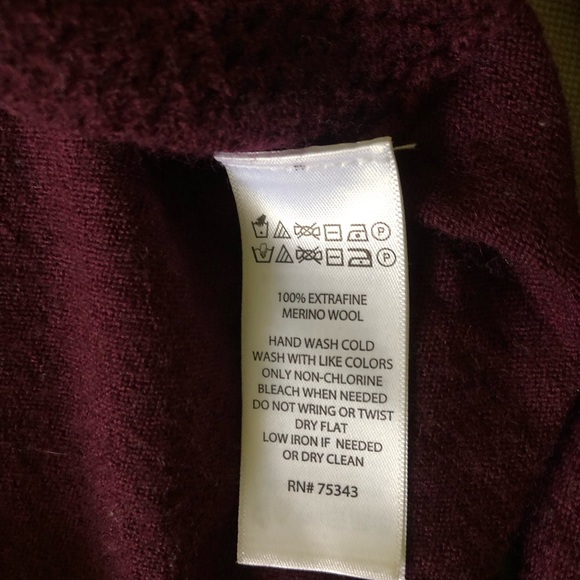 P
P
100% EXTRAFINE
MERINO WOOL
HAND WASH COLD
WASH WITH LIKE COLORS
ONLY NON-CHLORINE
BLEACH WHEN NEEDED
DO NOT WRING OR TWIST
DRY FLAT
LOW IRON IF NEEDED
OR DRY CLEAN
RN# 75343